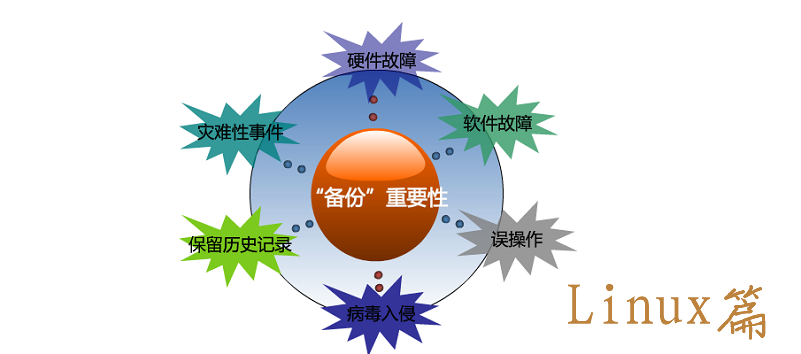 硬件故障
灾难性事件
软件故障
“备份”重要性
保留历史记录
误操作
病毒入侵
Linux篇